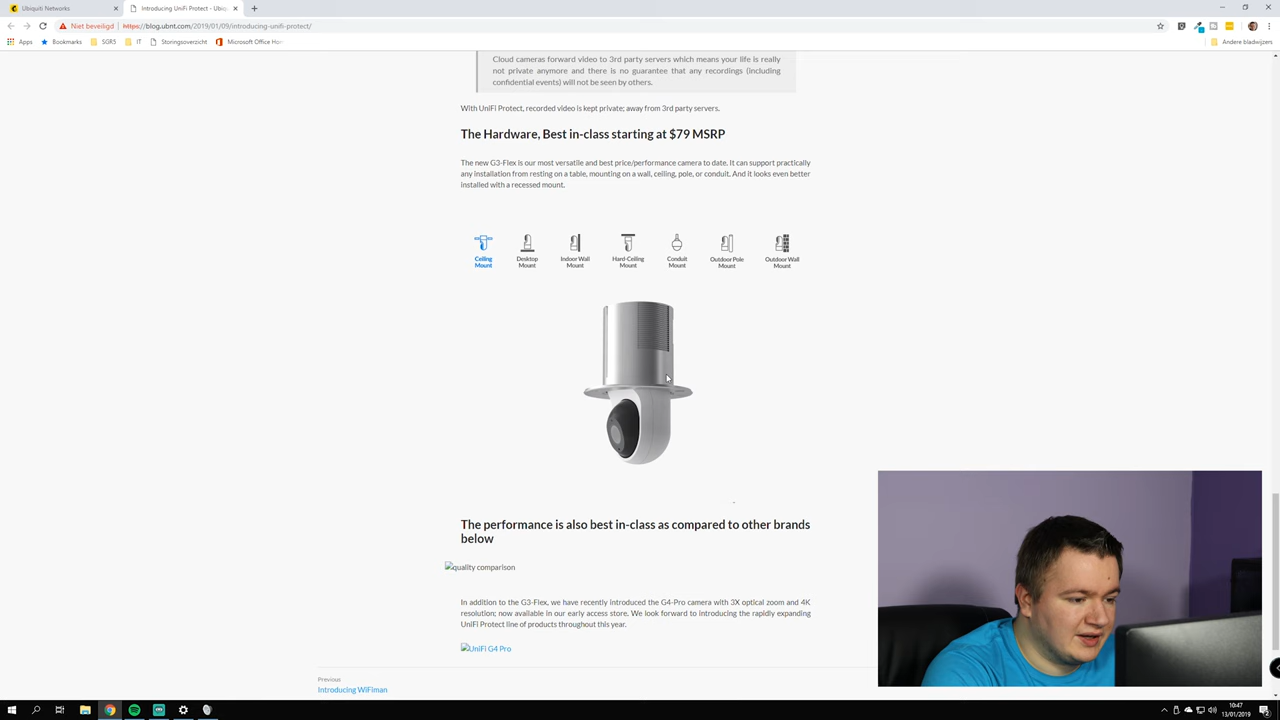 Ubiquiti Networks
Introducing UniFi Protect - Ubiq
Niet beveiligd
https://blog.ubnt.com/2019/01/09/introducing-unifi-protect/
Apps
Bookmarks
SGR5
IT
Storingsoverzicht
Microsoft Office Hom
Andere bladwijzers
Cloud cameras forward video to 3rd party servers which means your life is really
not private anymore and there is no guarantee that any recordings (including
confidential events) will not be seen by others.
With UniFi Protect, recorded video is kept private; away from 3rd party servers.
The Hardware, Best in-class starting at $79 MSRP
The new G3-Flex is our most versatile and best price/performance camera to date. It can support practically
any installation from resting on a table, mounting on a wall, ceiling, pole, or conduit. And it looks even better
installed with a recessed mount.
Ceiling
Mount
Desktop
Mount
Indoor Wall
Mount
Hard-Ceiling
Mount
Conduit
Mount
Outdoor Pole
Mount
Outdoor Wall
Mount
The performance is also best in-class as compared to other brands
below
quality comparison
In addition to the G3-Flex, we have recently introduced the G4-Pro camera with 3X optical zoom and 4K
resolution; now available in our early access store. We look forward to introducing the rapidly expanding
UniFi Protect line of products throughout this year.
UniFi G4 Pro
Previous
Introducing WiFiman
10:47
13/01/2019